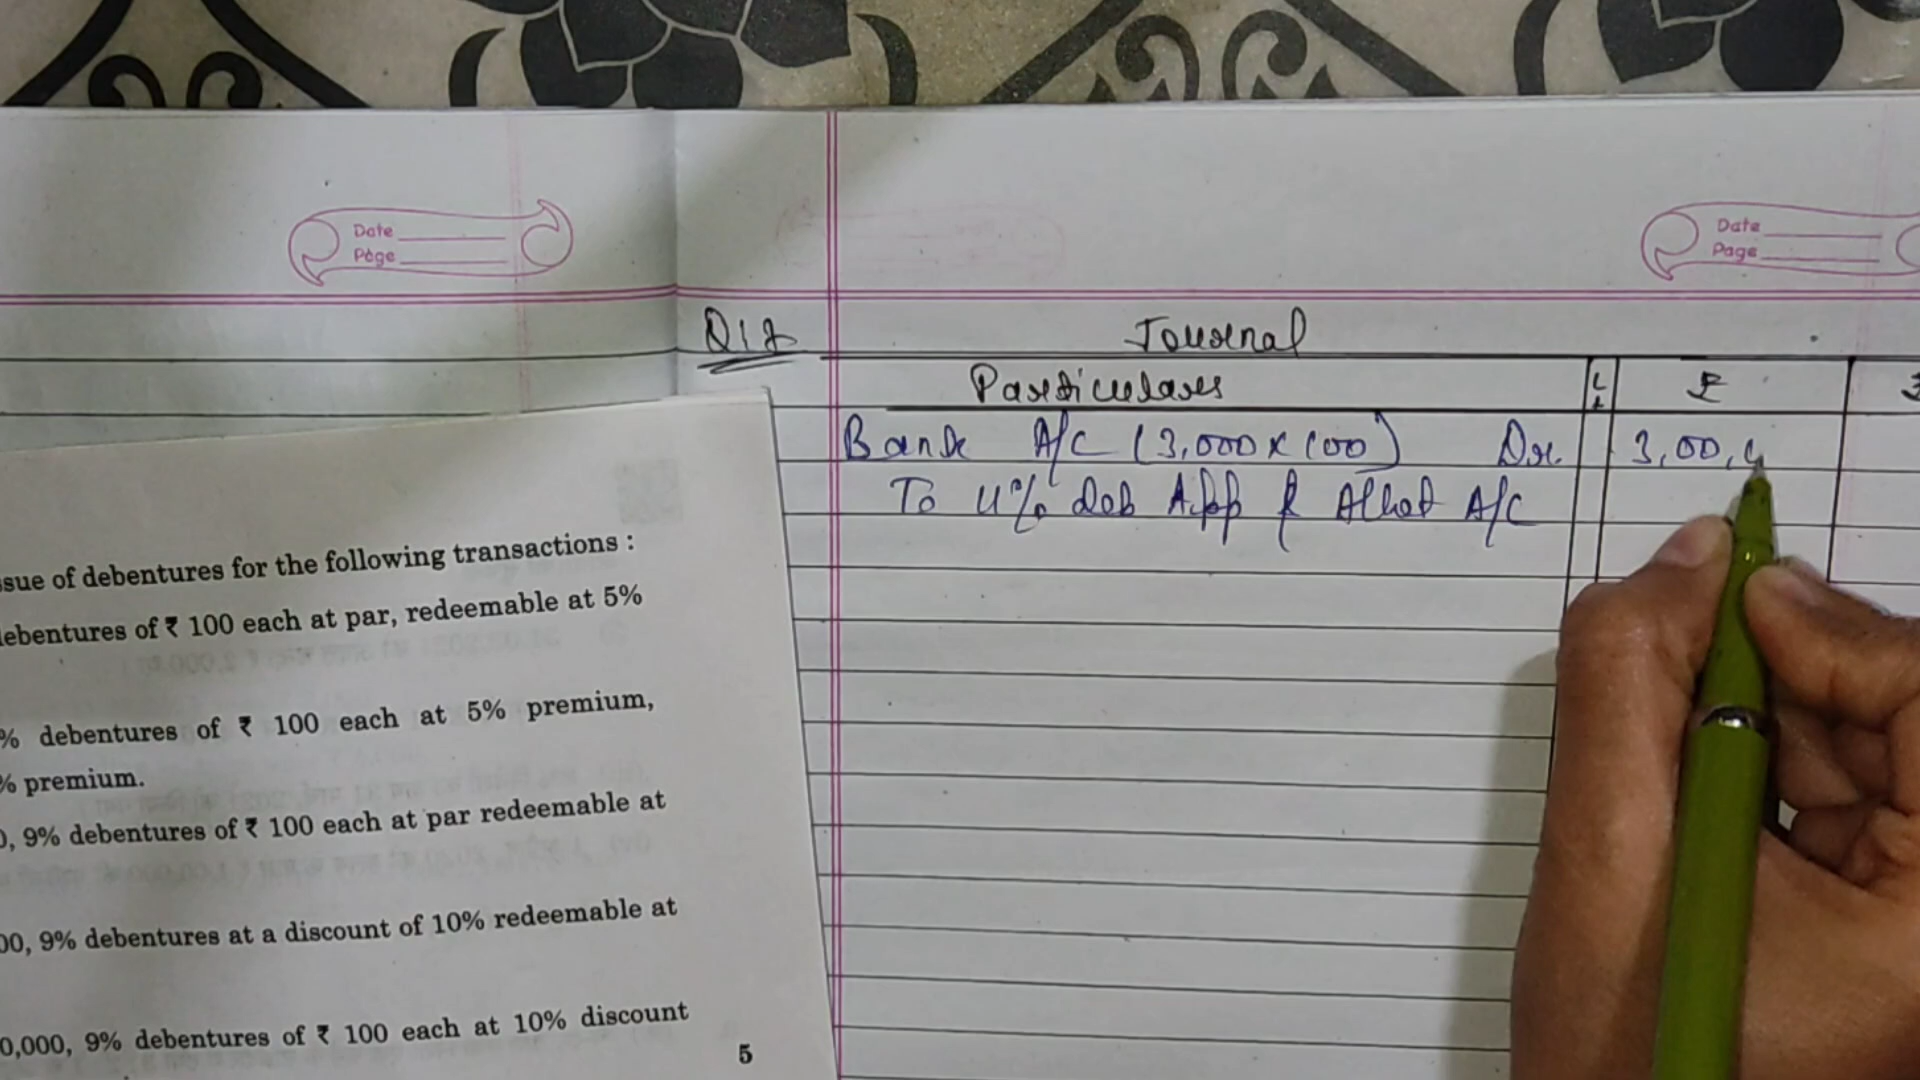 Date
Page
Date
Page
Journal
Particulars L ₹ ₹
Bank A/C (3,000 x 100) Dr. 3,00,0
To 4% deb App & Allot A/C
ssue of debentures for the following transactions :
debentures of ₹ 100 each at par, redeemable at 5%
% debentures of ₹ 100 each at 5% premium,
% premium.
0, 9% debentures of ₹ 100 each at par redeemable at
00, 9% debentures at a discount of 10% redeemable at
0,000, 9% debentures of ₹ 100 each at 10% discount
5